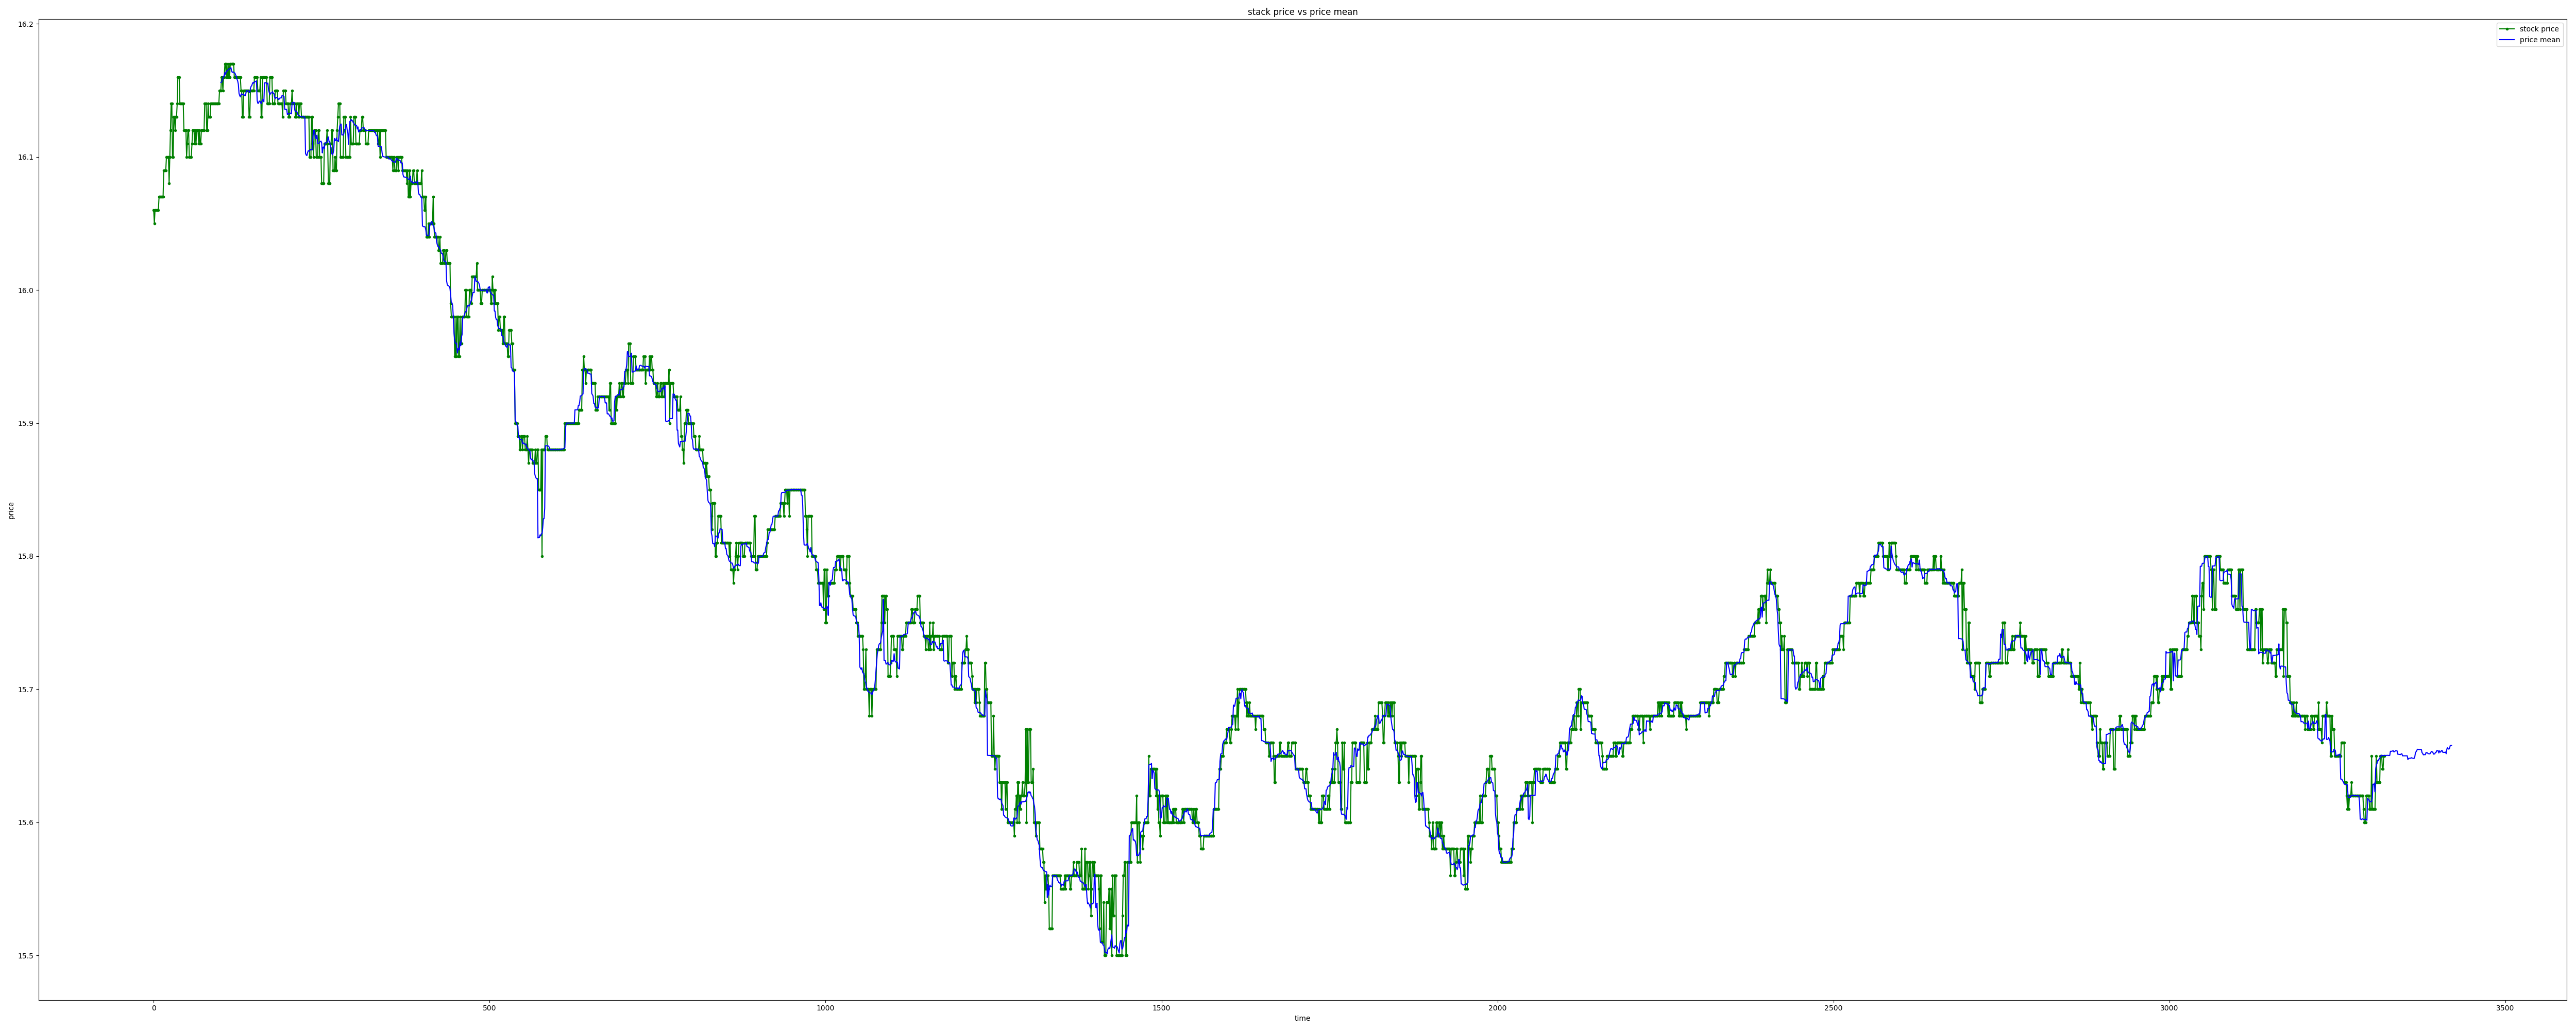 stack price vs price mean
stock price
price mean
16.2
16.1
16.0
15.9
15.8
15.7
15.6
15.5
price
0 500 1000 1500 2000 2500 3000 3500
time